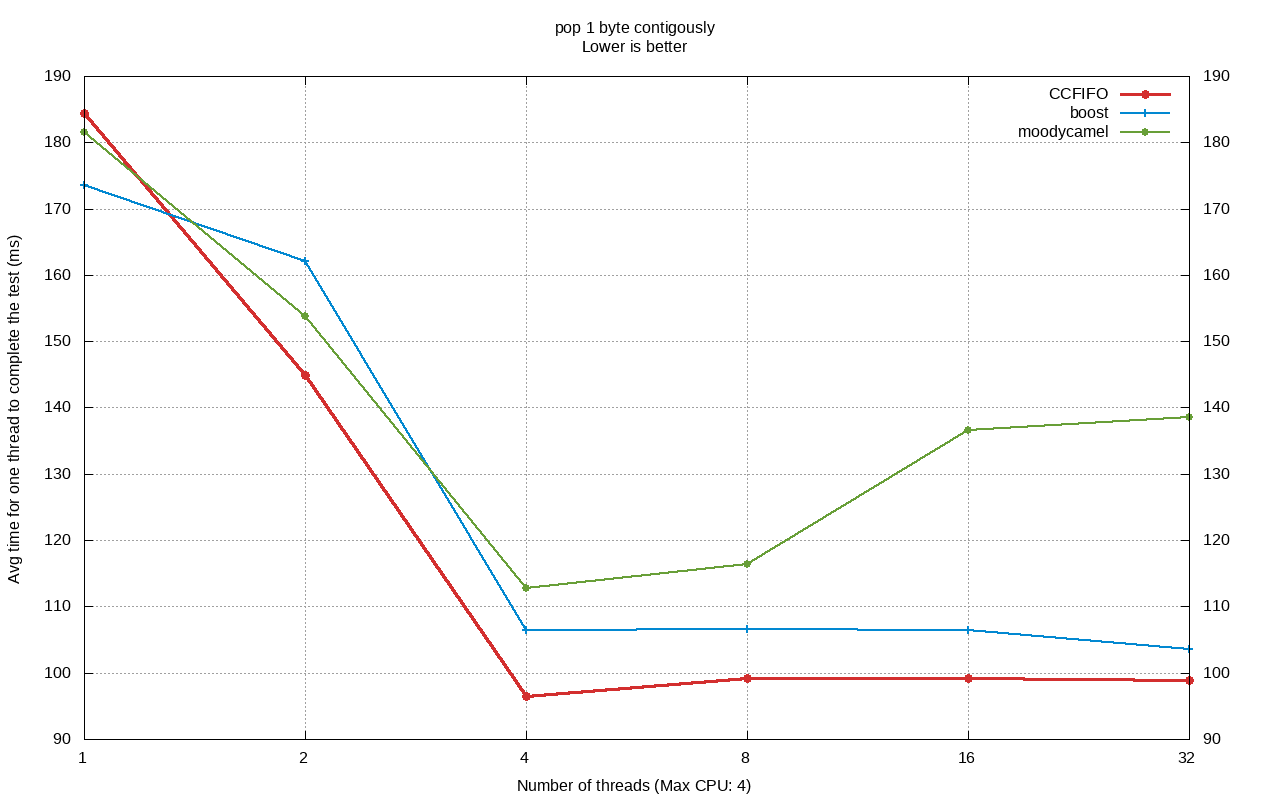 pop 1 byte contigously
Lower is better
190 190
CCFIFO
boost
moodycamel
180 180
170 170
160 160
150 150
140 140
130 130
120 120
110 110
100 100
90 90
1 2 4 8 16 32
Avg time for one thread to complete the test (ms)
Number of threads (Max CPU: 4)